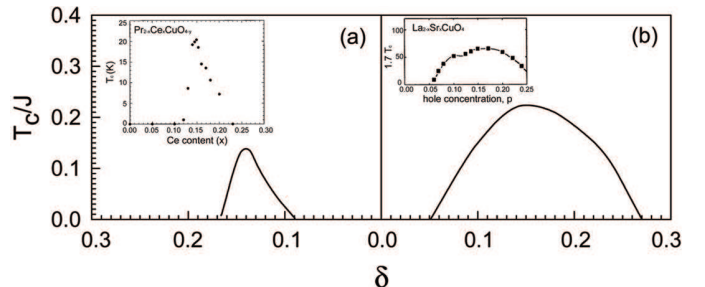 0.4
0.3
0.2
0.1
0.0
Tc/J
(a)
Pr2-xCexCuO4-y
25
20
15
10
5
0
Tc(K)
0.00 0.05 0.10 0.15 0.20 0.25 0.30
Ce content (x)
(b)
La2-xSrxCuO4
100
50
0
1.7 Tc
0.00 0.05 0.10 0.15 0.20 0.25
hole concentration, p
0.3 0.2 0.1 0.0 0.1 0.2 0.3
δ